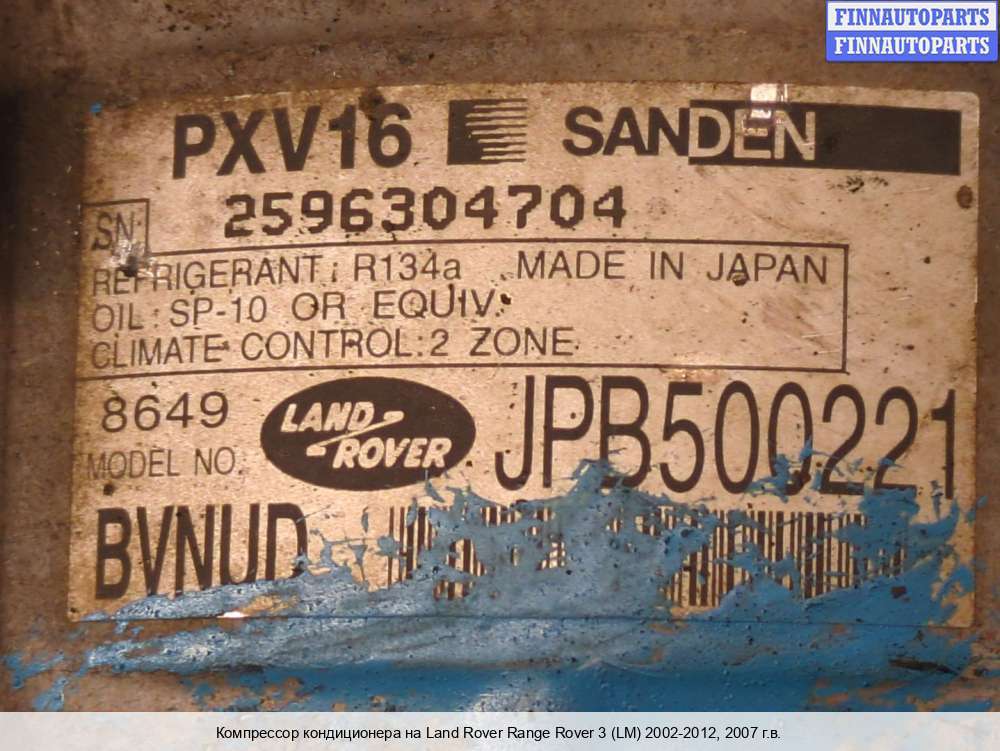 FINNAUTOPARTS
FINNAUTOPARTS
PXV16 SANDEN
SN: 2596304704
REFRIGERANT: R134a MADE IN JAPAN
OIL: SP-10 OR EQUIV.
CLIMATE CONTROL: 2 ZONE
8649 LAND ROVER JPB500221
MODEL NO.
BVNUD
Компрессор кондиционера на Land Rover Range Rover 3 (LM) 2002-2012, 2007 г.в.